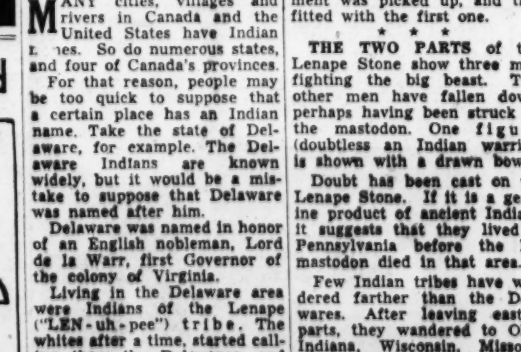 MANY cities, villages and
rivers in Canada and the
United States have Indian
So do numerous states,
and four of Canada's provinces.
For that reason, people may
be too quick to suppose that
a certain place has an Indian
name. Take the state of Del-
aware, for example. The Del-
aware Indians are known
widely, but it would be a mis-
take to suppose that Delaware
was named after him.
Delaware was named in honor
of an English nobleman, Lord
de la Warr, first Governor of
the colony of Virginia.
Living in the Delaware area
were Indians of the Lenape
("LEN-uh-pee") tribe. The
whites after a time, started call-
ment was picked up, and
fitted with the first one.
* * *
THE TWO PARTS of
Lenape Stone show three
fighting the big beast.
other men have fallen
perhaps having been struck
the mastodon. One
(doubtless an Indian
is shown with a drawn bow
Doubt has been cast on
Lenape Stone. If it is a
ine product of ancient
it suggests that they lived
Pennsylvania before the
mastodon died in that area.
Few Indian tribes have
dered farther than the
wares. After leaving
parts, they wandered to
Indiana, Wisconsin,